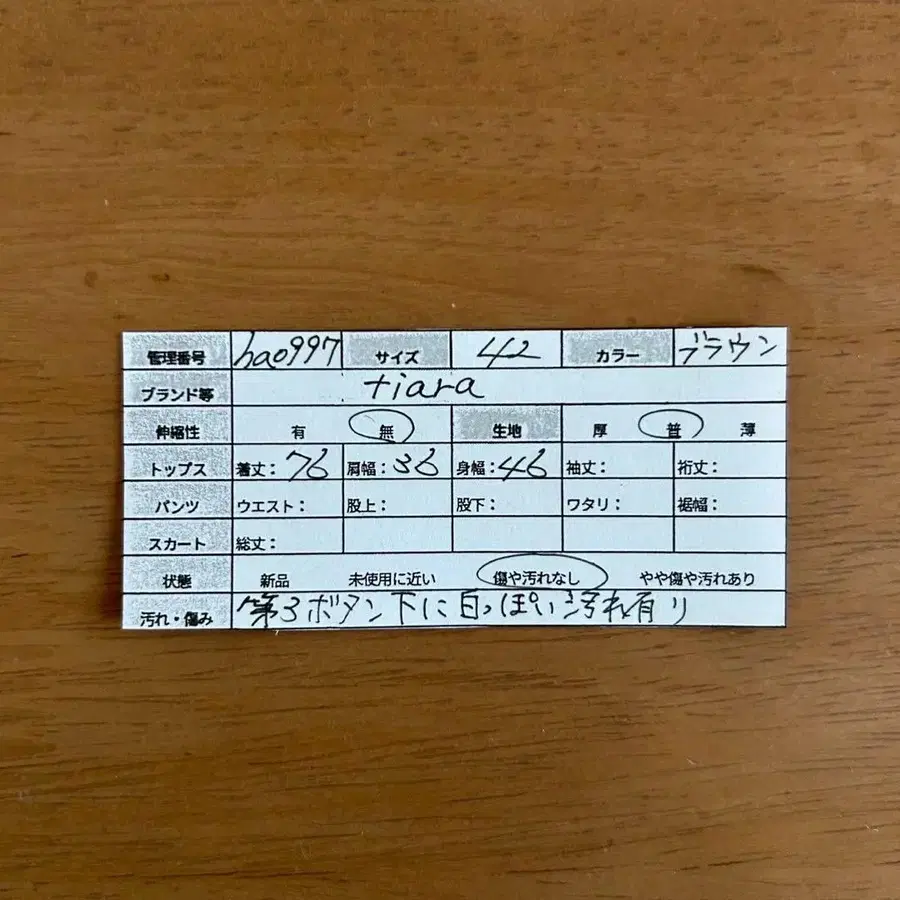 管理番号 hao997 サイズ 42 カラー ブラウン
ブランド等 tiara
伸縮性 有 無 生地 厚 普 薄
トップス 着丈：76 肩幅：36 身幅：46 袖丈： 裄丈：
パンツ ウエスト： 股上： 股下： ワタリ： 裾幅：
スカート 総丈：
状態 新品 未使用に近い 傷や汚れなし やや傷や汚れあり
汚れ・傷み 第3ボタン下に白っぽい汚れ有り